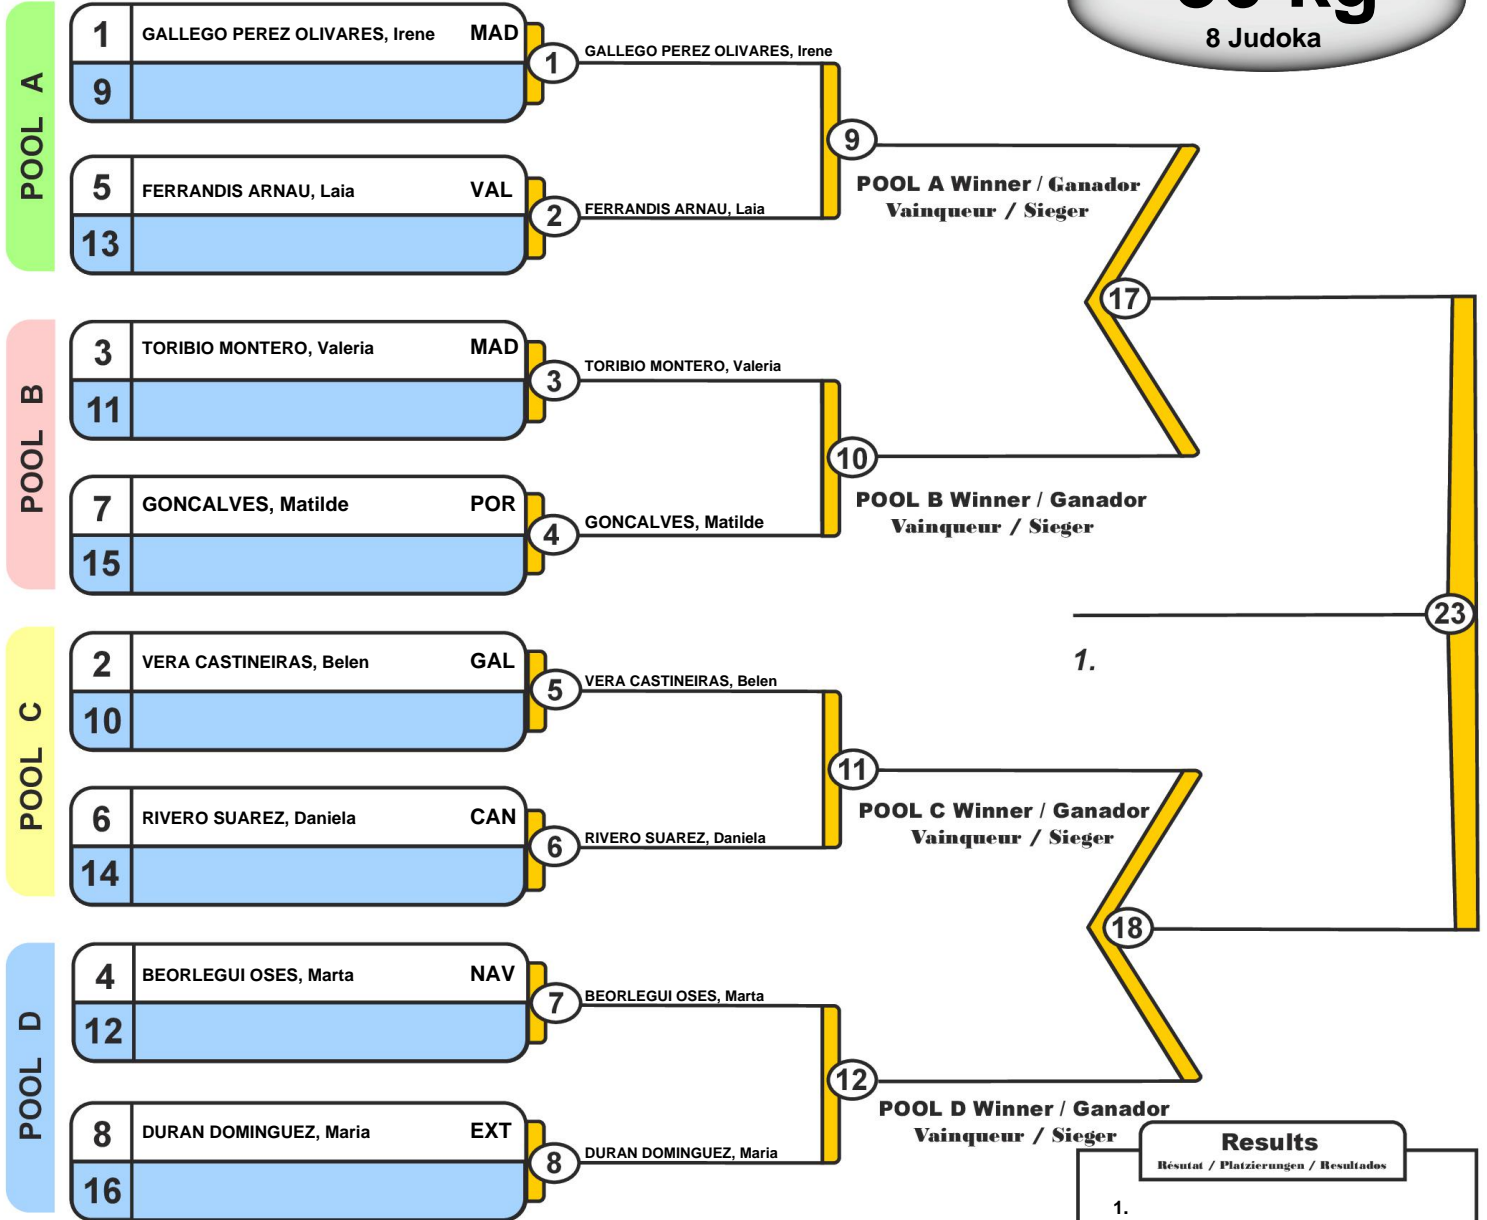 8 Judoka
POOL A
1 GALLEGO PEREZ OLIVARES, Irene MAD
9
1
GALLEGO PEREZ OLIVARES, Irene
5 FERRANDIS ARNAU, Laia VAL
13
2
FERRANDIS ARNAU, Laia
9
POOL A Winner / Ganador
Vainqueur / Sieger
POOL B
3 TORIBIO MONTERO, Valeria MAD
11
3
TORIBIO MONTERO, Valeria
7 GONCALVES, Matilde POR
15
4
GONCALVES, Matilde
10
POOL B Winner / Ganador
Vainqueur / Sieger
17
POOL C
2 VERA CASTINEIRAS, Belen GAL
10
5
VERA CASTINEIRAS, Belen
6 RIVERO SUAREZ, Daniela CAN
14
6
RIVERO SUAREZ, Daniela
11
POOL C Winner / Ganador
Vainqueur / Sieger
POOL D
4 BEORLEGUI OSES, Marta NAV
12
7
BEORLEGUI OSES, Marta
8 DURAN DOMINGUEZ, Maria EXT
16
8
DURAN DOMINGUEZ, Maria
12
POOL D Winner / Ganador
Vainqueur / Sieger
18
23
1.
Results
Résutat / Platzierungen / Resultados
1.